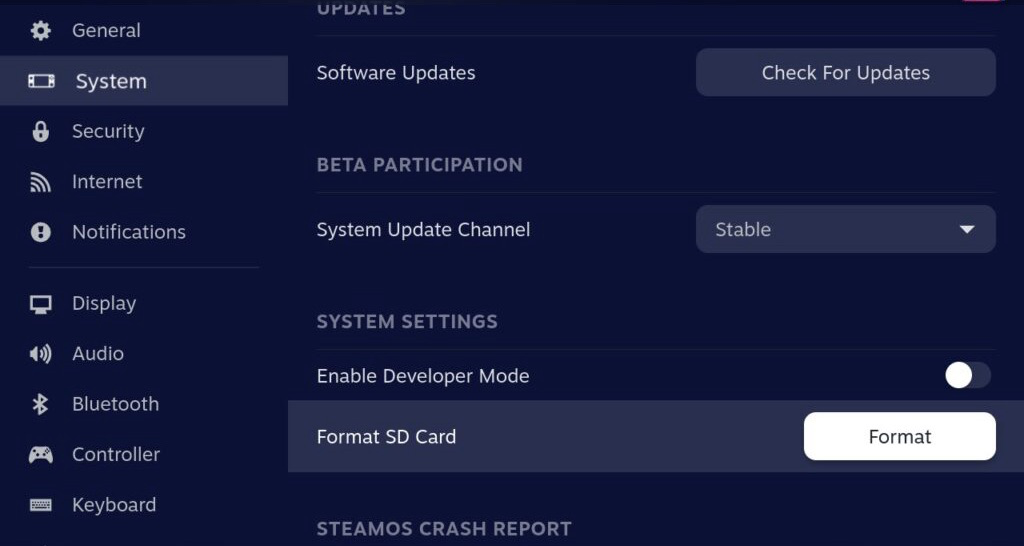 General
System
Security
Internet
Notifications
Display
Audio
Bluetooth
Controller
Keyboard
UPDATES
Software Updates
Check For Updates
BETA PARTICIPATION
System Update Channel
Stable
SYSTEM SETTINGS
Enable Developer Mode
Format SD Card
Format
STEAMOS CRASH REPORT